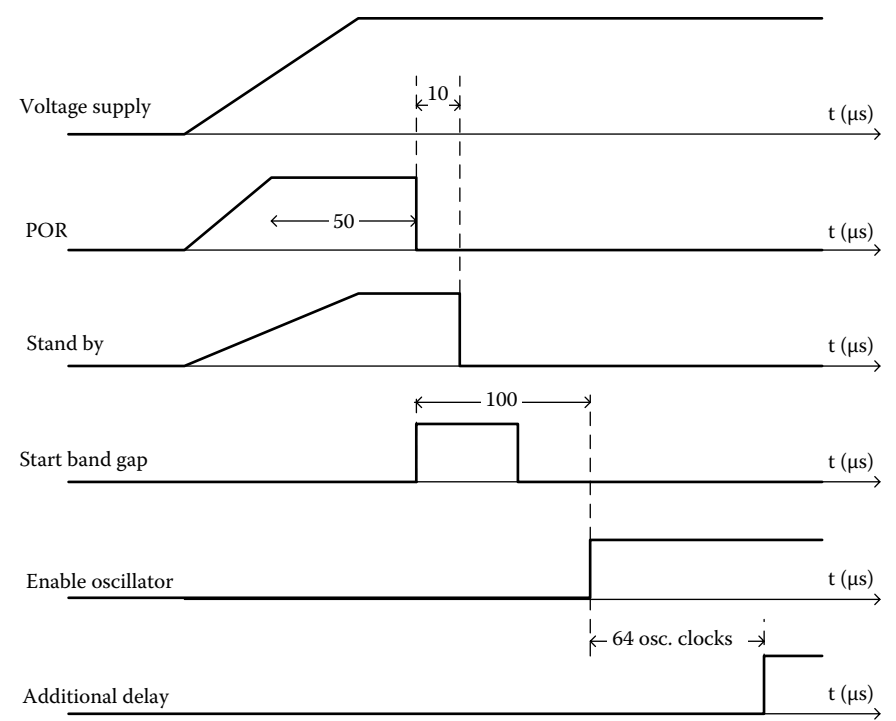 10
Voltage supply
t (μs)
50
POR
t (μs)
Stand by
t (μs)
100
Start band gap
t (μs)
Enable oscillator
t (μs)
64 osc. clocks
Additional delay
t (μs)